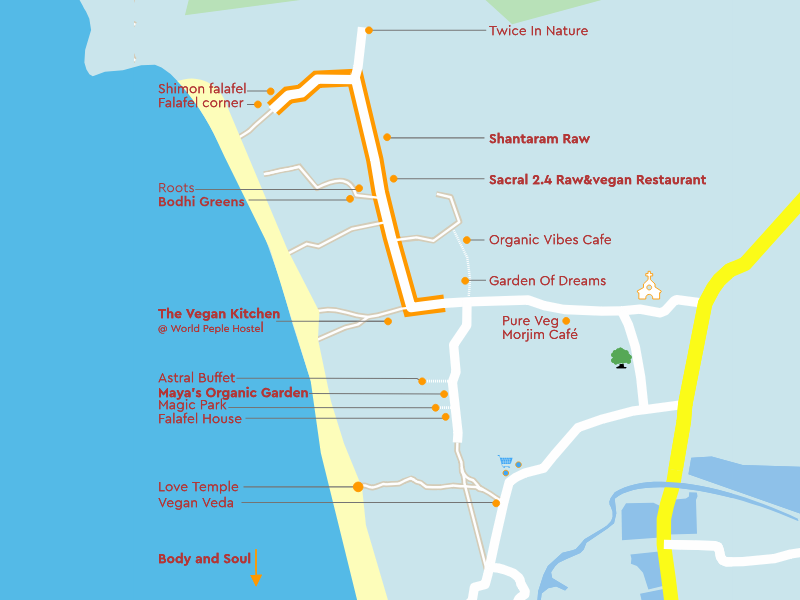 Twice In Nature
Shimon falafel
Falafel corner
Shantaram Raw
Sacral 2.4 Raw&vegan Restaurant
Roots
Bodhi Greens
Organic Vibes Cafe
Garden Of Dreams
The Vegan Kitchen
@ World Peple Hostel
Pure Veg
Morjim Café
Astral Buffet
Maya's Organic Garden
Magic Park
Falafel House
Love Temple
Vegan Veda
Body and Soul